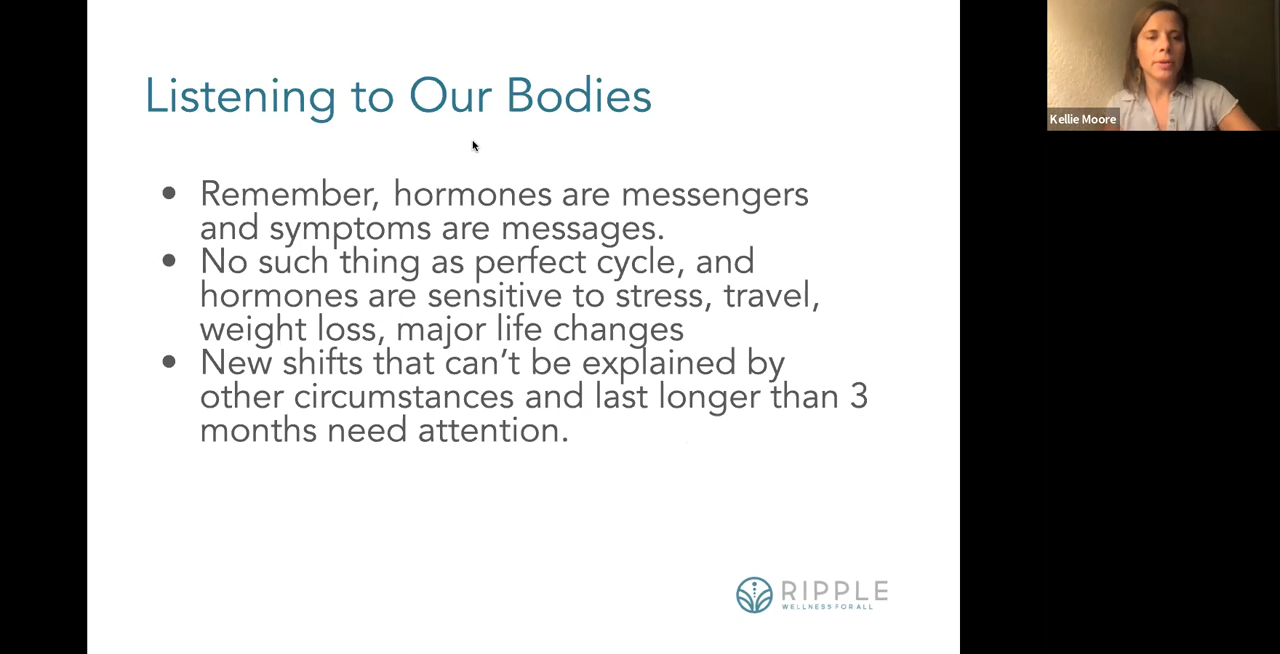 Listening to Our Bodies
Kellie Moore
• Remember, hormones are messengers
and symptoms are messages.
• No such thing as perfect cycle, and
hormones are sensitive to stress, travel,
weight loss, major life changes
• New shifts that can’t be explained by
other circumstances and last longer than 3
months need attention.
RIPPLE
WELLNESS FOR ALL